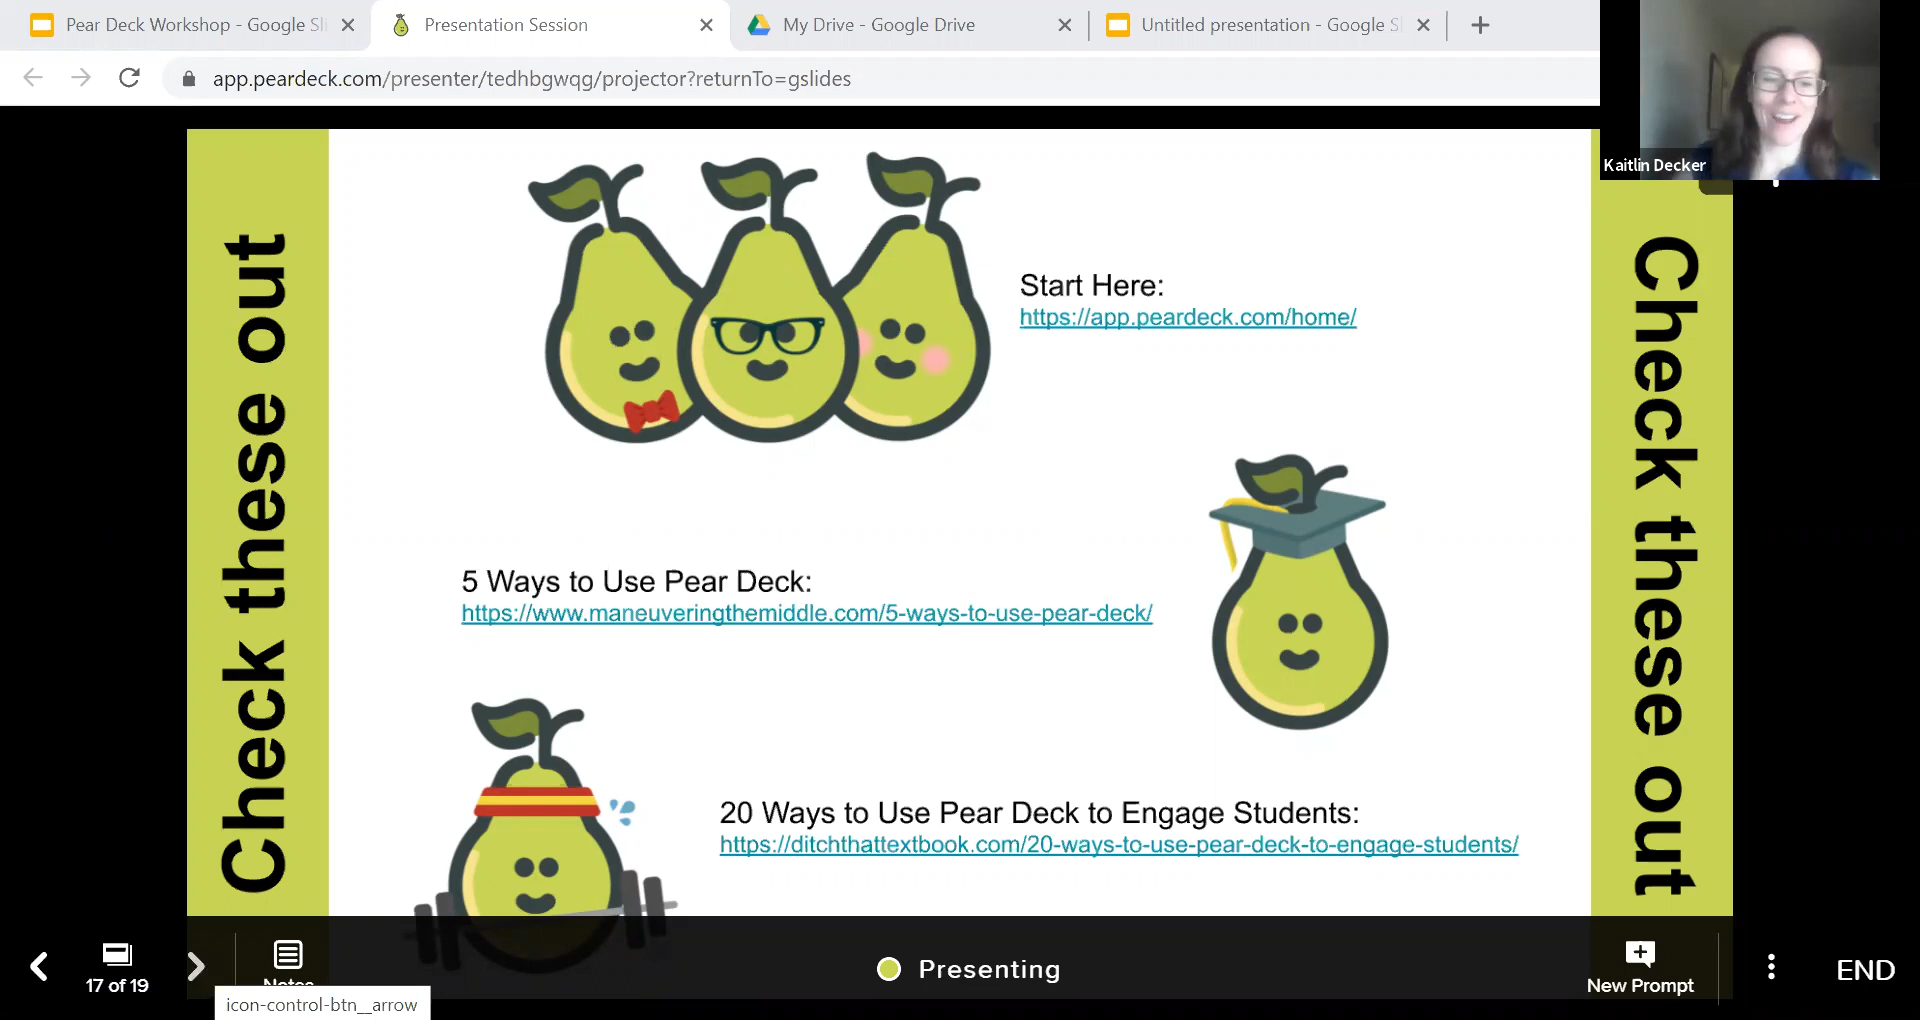 Pear Deck Workshop - Google Sli
Presentation Session
My Drive - Google Drive
Untitled presentation - Google Sl
app.peardeck.com/presenter/tedhbgwqg/projector?returnTo=gslides
Kaitlin Decker
Check these out
Start Here:
https://app.peardeck.com/home/
5 Ways to Use Pear Deck:
https://www.maneuveringthemiddle.com/5-ways-to-use-pear-deck/
20 Ways to Use Pear Deck to Engage Students:
https://ditchthattextbook.com/20-ways-to-use-pear-deck-to-engage-students/
Check these out
17 of 19
Notes
Presenting
New Prompt
END
icon-control-btn__arrow